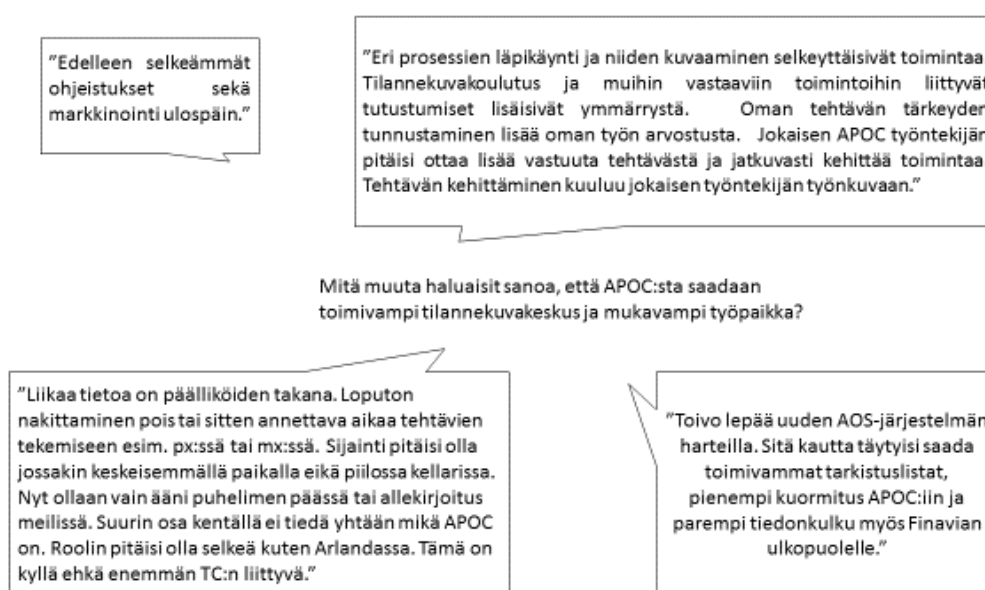 "Edelleen selkeämmät
ohjeistukset sekä
markkinointi ulospäin."
"Eri prosessien läpikäynti ja niiden kuvaaminen selkeyttäisivät toimintaa
Tilannekuvakoulutus ja muihin vastaaviin toimintoihin liittyvät
tutustumiset lisäisivät ymmärrystä. Oman tehtävän tärkeyden
tunnustaminen lisää oman työn arvostusta. Jokaisen APOC työntekijän
pitäisi ottaa lisää vastuuta tehtävästä ja jatkuvasti kehittää toimintaa
Tehtävän kehittäminen kuuluu jokaisen työntekijän työnkuvaan."
Mitä muuta haluaisit sanoa, että APOC:sta saadaan
toimivampi tilannekuvakeskus ja mukavampi työpaikka?
"Liikaa tietoa on päälliköiden takana. Loputon
nakittaminen pois tai sitten annettava aikaa tehtävien
tekemiseen esim. px:ssä tai mx:ssä. Sijainti pitäisi olla
jossakin keskeisemmällä paikalla eikä piilossa kellarissa.
Nyt ollaan vain ääni puhelimen päässä tai allekirjoitus
meilissä. Suurin osa kentällä ei tiedä yhtään mikä APOC
on. Roolin pitäisi olla selkeä kuten Arlandassa. Tämä on
kyllä ehkä enemmän TC:n liittyvä."
"Toivo lepää uuden AOS-järjestelmän
harteilla. Sitä kautta täytyisi saada
toimivammat tarkistuslistat,
pienempi kuormitus APOC:iin ja
parempi tiedonkulku myös Finavian
ulkopuolelle."